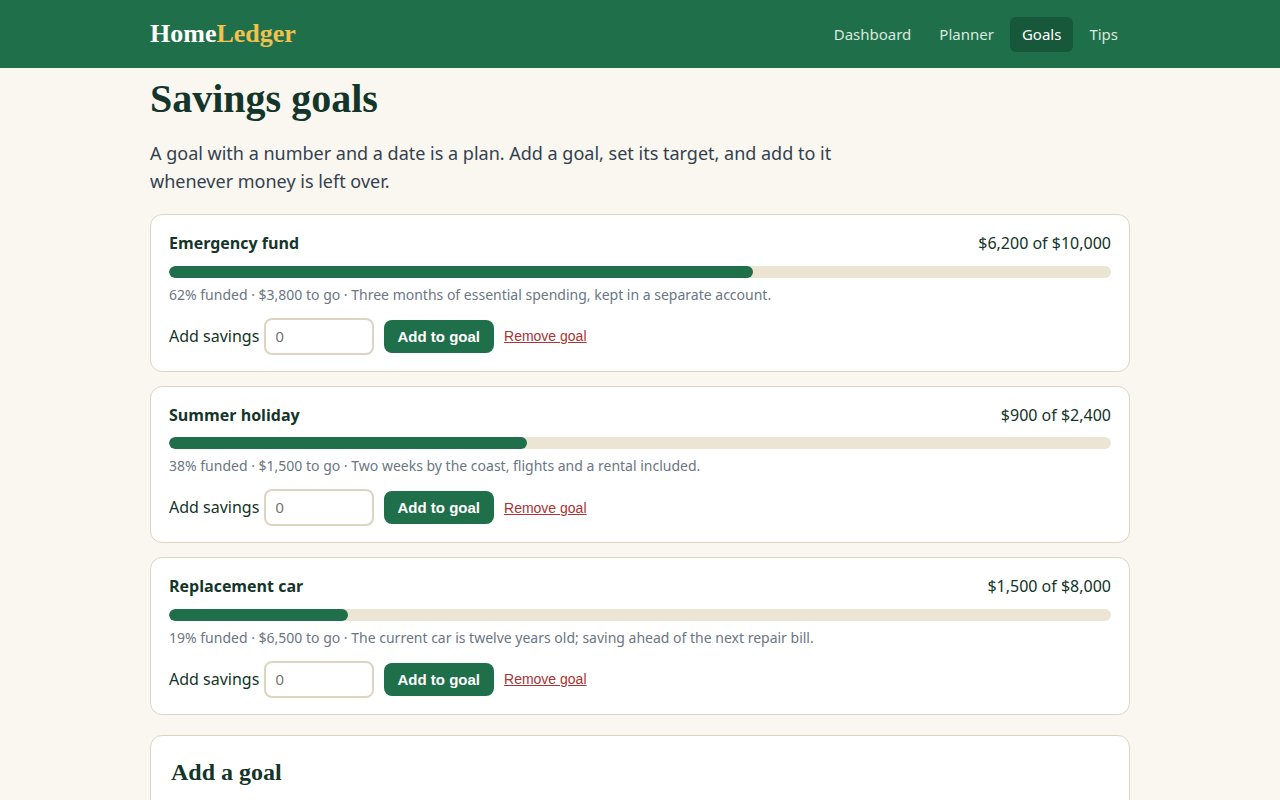 HomeLedger
Dashboard
Planner
Goals
Tips
Savings goals
A goal with a number and a date is a plan. Add a goal, set its target, and add to it
whenever money is left over.
Emergency fund
$6,200 of $10,000
62% funded · $3,800 to go · Three months of essential spending, kept in a separate account.
Add savings 0 Add to goal Remove goal
Summer holiday
$900 of $2,400
38% funded · $1,500 to go · Two weeks by the coast, flights and a rental included.
Add savings 0 Add to goal Remove goal
Replacement car
$1,500 of $8,000
19% funded · $6,500 to go · The current car is twelve years old; saving ahead of the next repair bill.
Add savings 0 Add to goal Remove goal
Add a goal